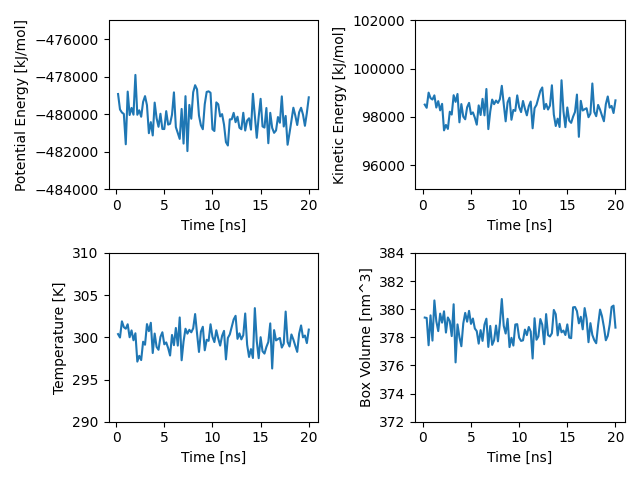 Potential Energy [kJ/mol]
−476000
−478000
−480000
−482000
−484000
0 5 10 15 20
Time [ns]
Kinetic Energy [kJ/mol]
102000
100000
98000
96000
0 5 10 15 20
Time [ns]
Temperature [K]
310
305
300
295
290
0 5 10 15 20
Time [ns]
Box Volume [nm^3]
384
382
380
378
376
374
372
0 5 10 15 20
Time [ns]